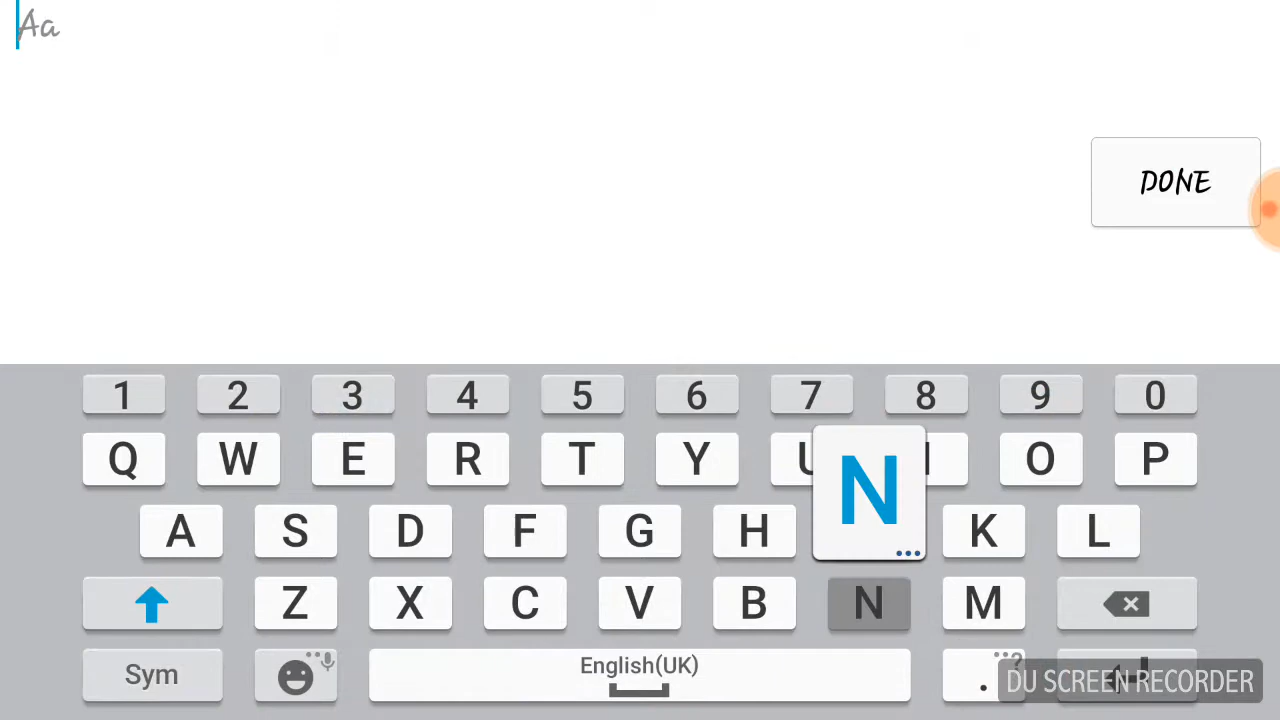 Aa
DONE
1 2 3 4 5 6 7 8 9 0
Q W E R T Y U I O P
N
A S D F G H K L
Z X C V B N M
Sym English(UK) . ?
DU SCREEN RECORDER